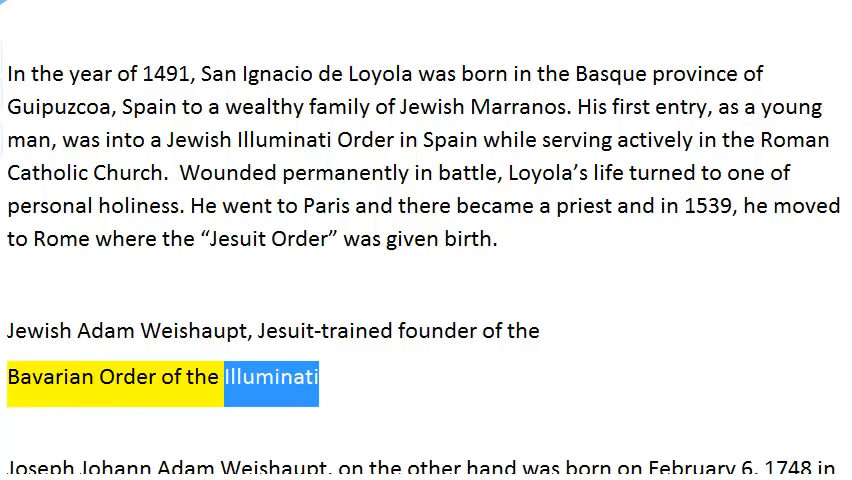 In the year of 1491, San Ignacio de Loyola was born in the Basque province of
Guipuzcoa, Spain to a wealthy family of Jewish Marranos. His first entry, as a young
man, was into a Jewish Illuminati Order in Spain while serving actively in the Roman
Catholic Church.  Wounded permanently in battle, Loyola’s life turned to one of
personal holiness. He went to Paris and there became a priest and in 1539, he moved
to Rome where the “Jesuit Order” was given birth.
Jewish Adam Weishaupt, Jesuit-trained founder of the
Bavarian Order of the Illuminati
Joseph Johann Adam Weishaupt, on the other hand was born on February 6, 1748 in